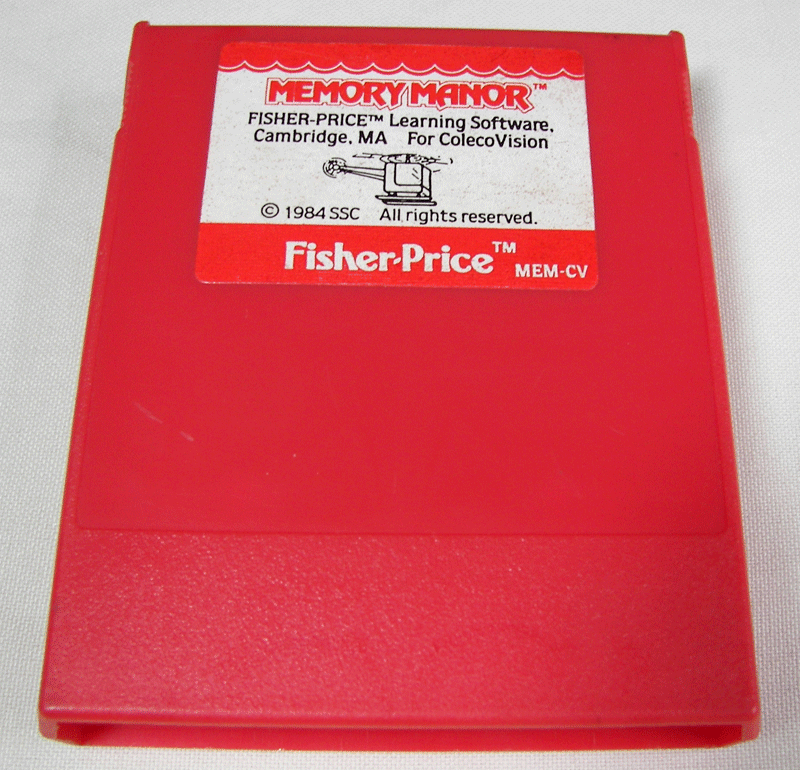 MEMORY MANOR™
FISHER-PRICE™ Learning Software,
Cambridge, MA For ColecoVision
© 1984 SSC All rights reserved.
Fisher-Price™ MEM-CV